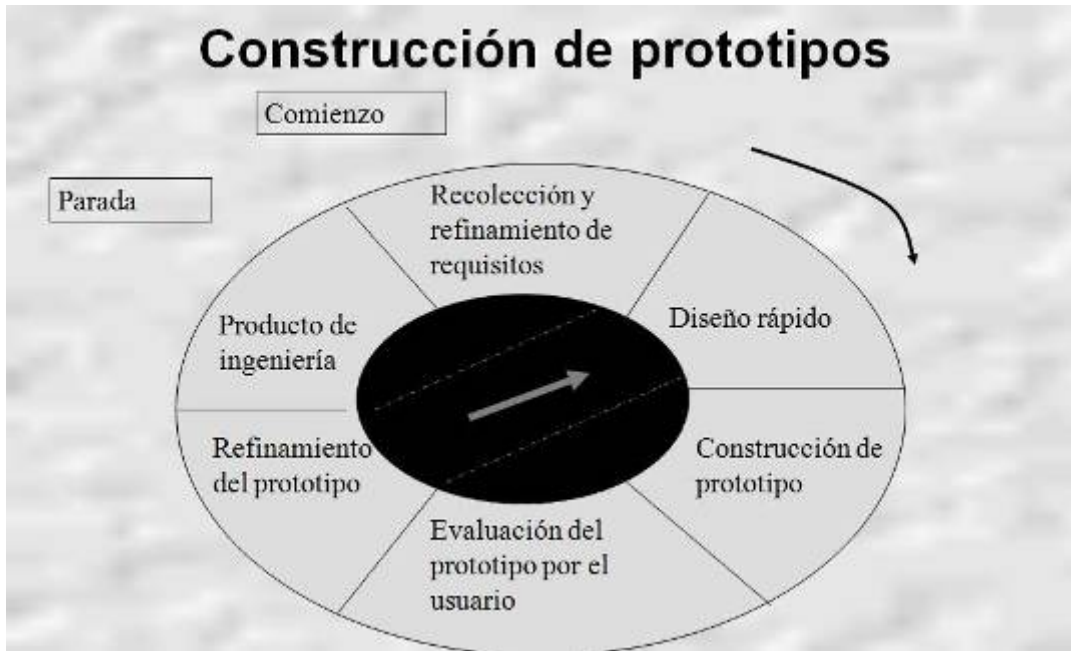 Construcción de prototipos
Comienzo
Parada
Recolección y
refinamiento de
requisitos
Diseño rápido
Construcción de
prototipo
Evaluación del
prototipo por el
usuario
Refinamiento
del prototipo
Producto de
ingeniería